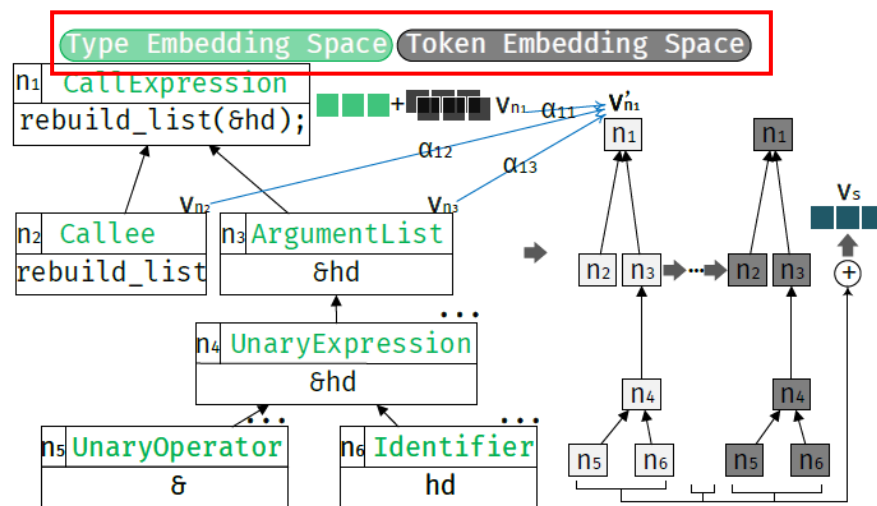 Type Embedding Space Token Embedding Space
n₁ CallExpression
rebuild_list(&hd);
+ Vn₁ α₁₁ V'n₁
α₁₂
α₁₃
n₁ n₁
Vn₂ Vn₃
Vs
n₂ Callee
rebuild_list
n₃ ArgumentList
&hd
n₂ n₃ ... n₂ n₃ +
...
n₄ UnaryExpression
&hd
n₄ n₄
... ...
n₅ UnaryOperator
&
n₆ Identifier
hd
n₅ n₆ n₅ n₆